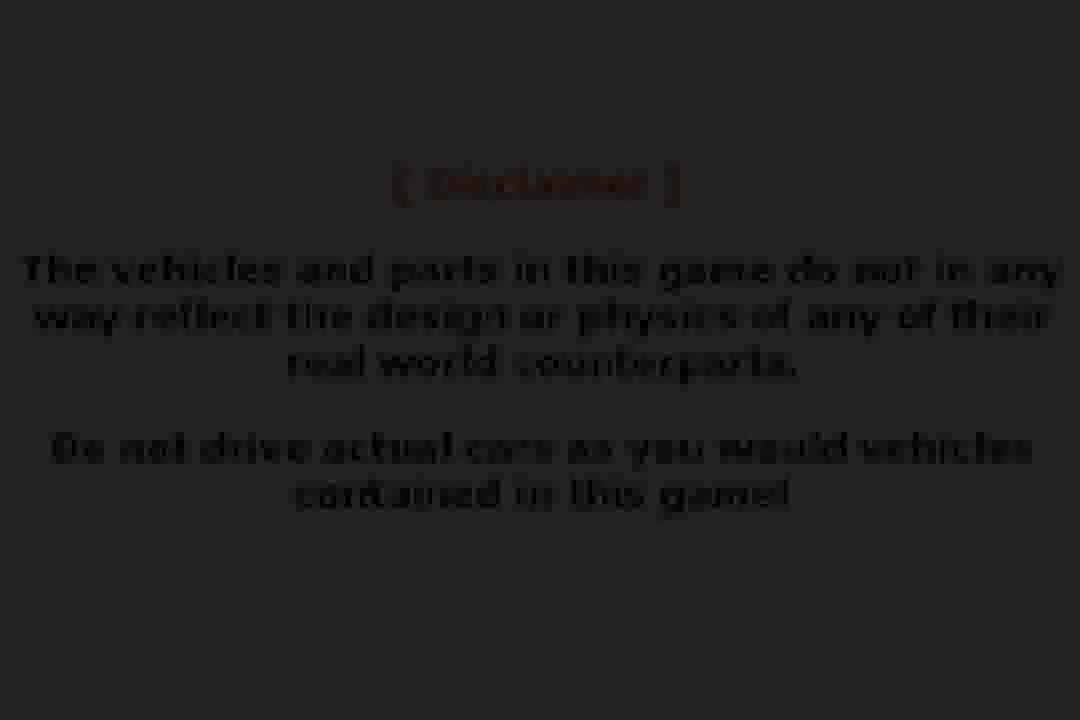 [ Disclaimer ]
The vehicles and parts in this game do not in any
way reflect the design or physics of any of their
real world counterparts.
Do not drive actual cars as you would vehicles
contained in this game!